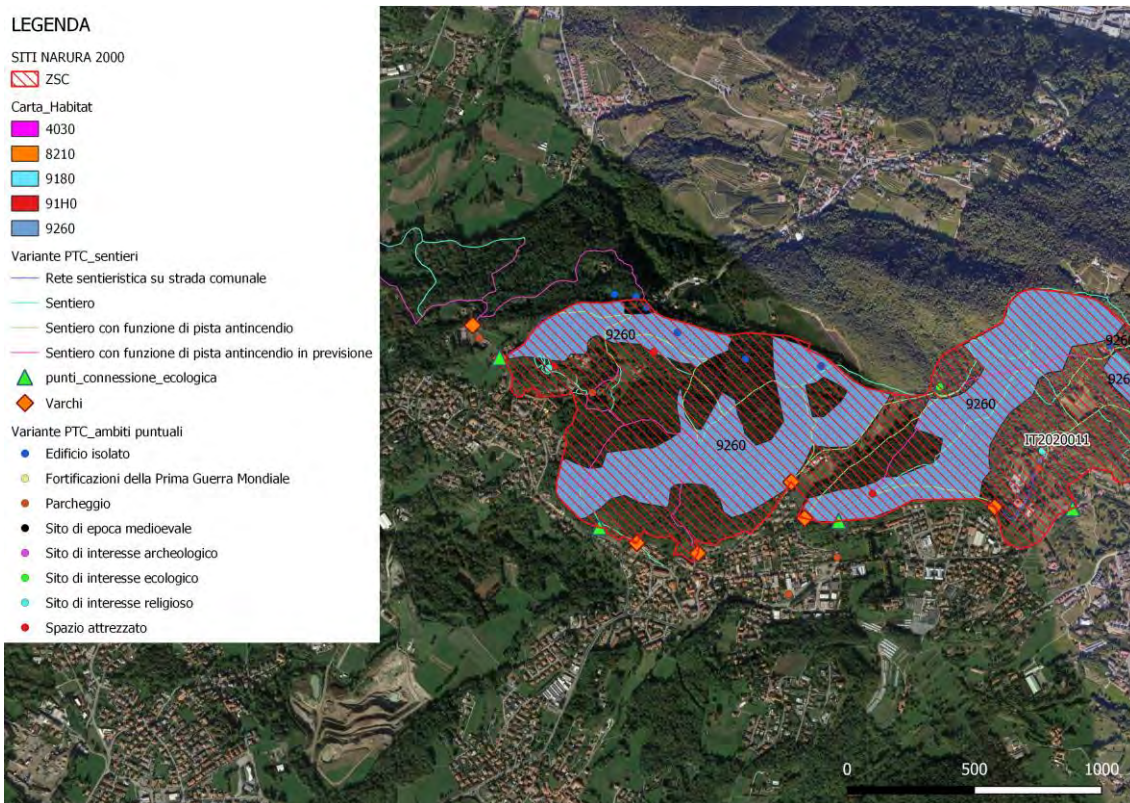 LEGENDA
SITI NARURA 2000
ZSC
Carta_Habitat
4030
8210
9180
91H0
9260
Variante PTC_sentieri
Rete sentieristica su strada comunale
Sentiero
Sentiero con funzione di pista antincendio
Sentiero con funzione di pista antincendio in previsione
punti_connessione_ecologica
Varchi
Variante PTC_ambiti puntuali
Edificio isolato
Fortificazioni della Prima Guerra Mondiale
Parcheggio
Sito di epoca medioevale
Sito di interesse archeologico
Sito di interesse ecologico
Sito di interesse religioso
Spazio attrezzato
9260
9260
9260
9260
9260
IT2020011
0 500 1000